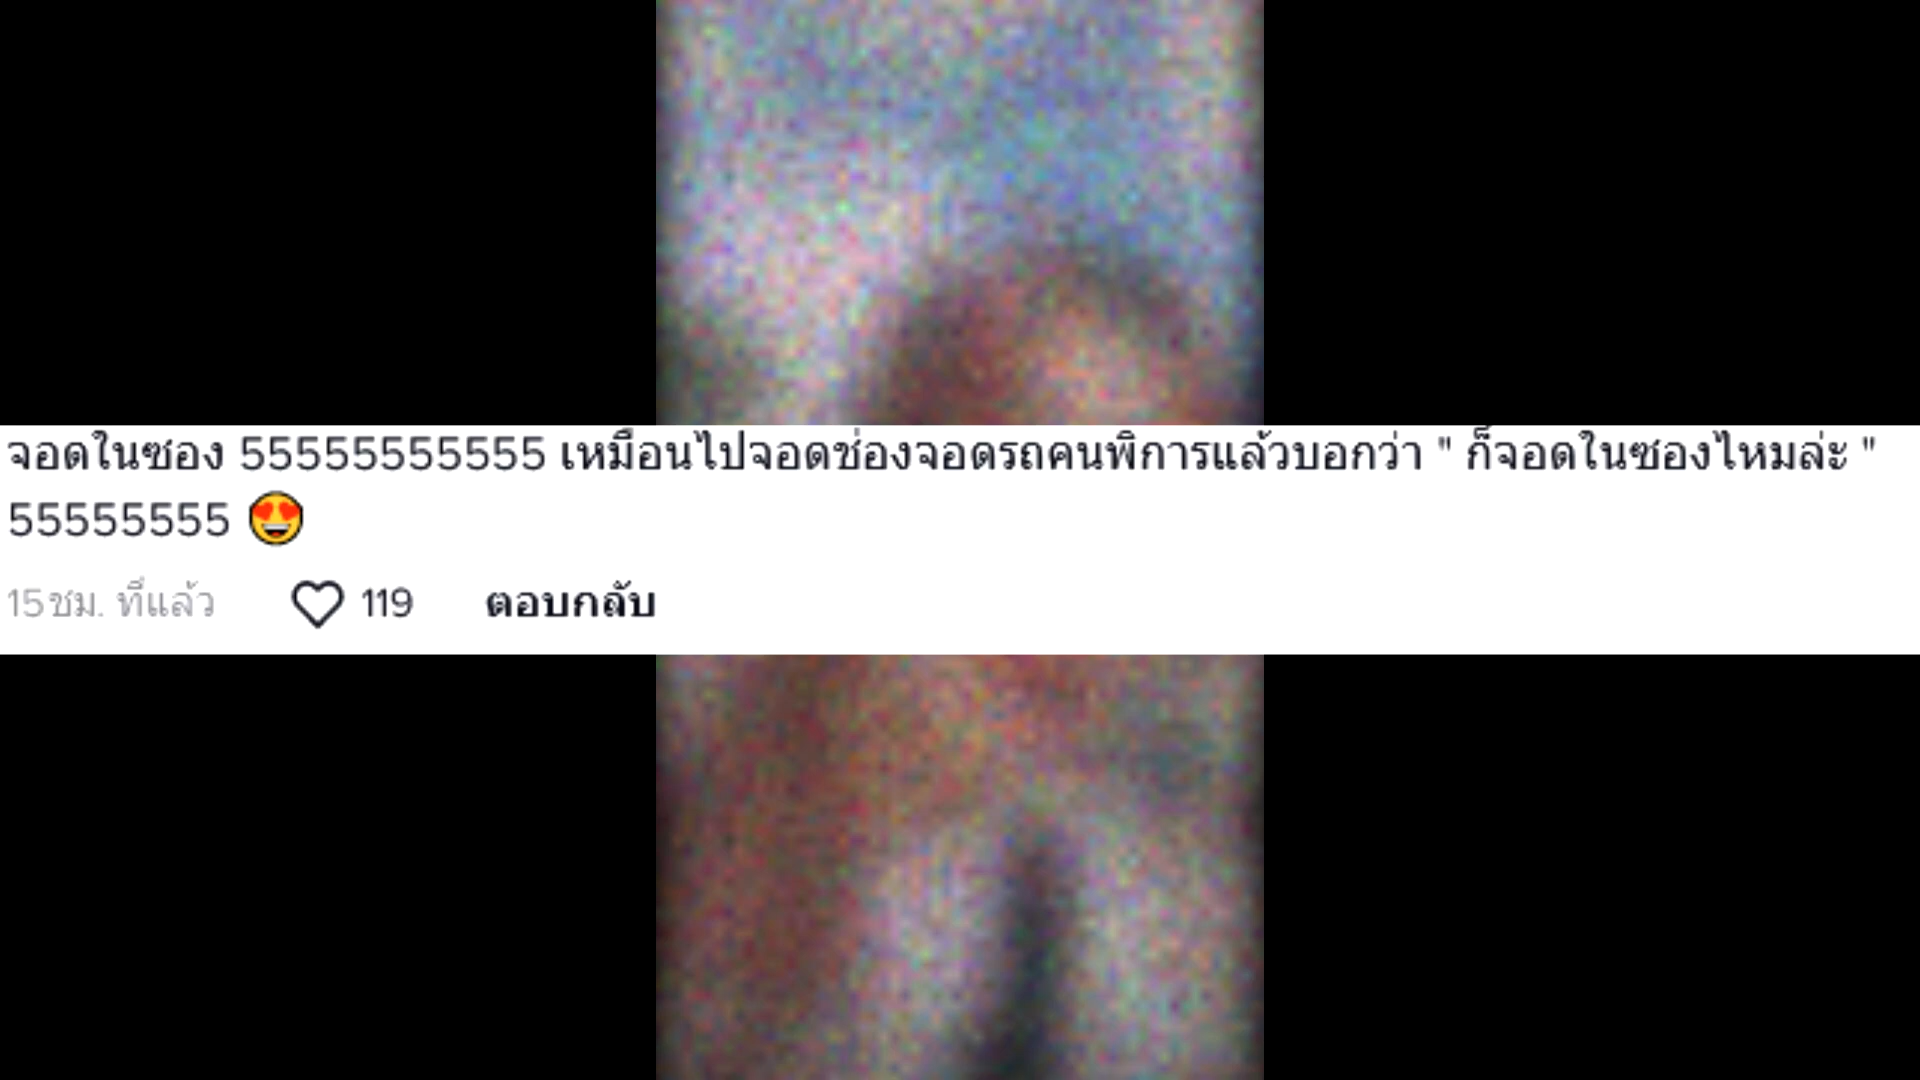 จอดในซอง 55555555555 เหมือนไปจอดช่องจอดรถคนพิการแล้วบอกว่า " ก็จอดในซองไหมล่ะ "
55555555 😍
15 ชม. ที่แล้ว 119 ตอบกลับ